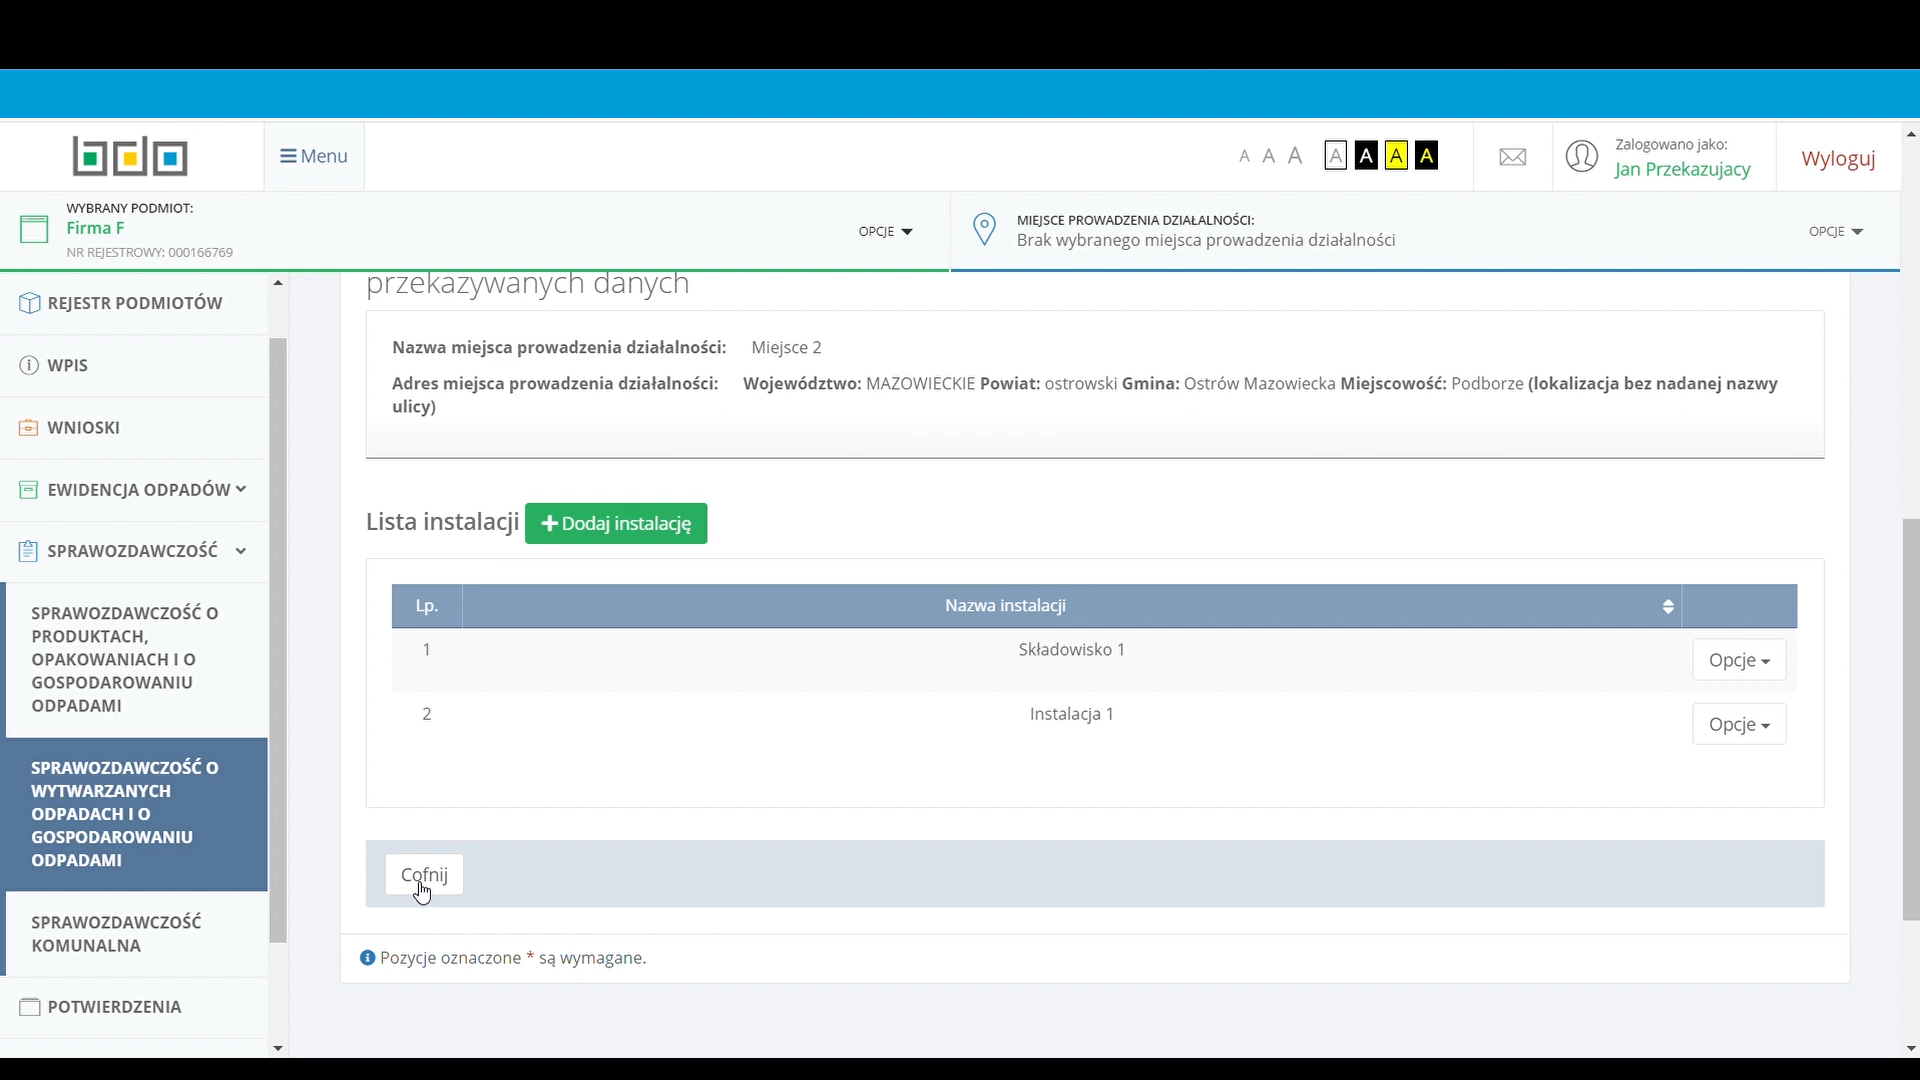 bdo
Menu
A A A A A A A
Zalogowano jako:
Jan Przekazujacy
Wyloguj
WYBRANY PODMIOT:
Firma F
NR REJESTROWY: 000166769
OPCJE
MIEJSCE PROWADZENIA DZIAŁALNOŚCI:
Brak wybranego miejsca prowadzenia działalności
OPCJE
REJESTR PODMIOTÓW
WPIS
WNIOSKI
EWIDENCJA ODPADÓW
SPRAWOZDAWCZOŚĆ
SPRAWOZDAWCZOŚĆ O
PRODUKTACH,
OPAKOWANIACH I O
GOSPODAROWANIU
ODPADAMI
SPRAWOZDAWCZOŚĆ O
WYTWARZANYCH
ODPADACH I O
GOSPODAROWANIU
ODPADAMI
SPRAWOZDAWCZOŚĆ
KOMUNALNA
POTWIERDZENIA
przekazywanych danych
Nazwa miejsca prowadzenia działalności: Miejsce 2
Adres miejsca prowadzenia działalności: Województwo: MAZOWIECKIE Powiat: ostrowski Gmina: Ostrów Mazowiecka Miejscowość: Podborze (lokalizacja bez nadanej nazwy
ulicy)
Lista instalacji + Dodaj instalację
Lp. Nazwa instalacji
1 Składowisko 1 Opcje
2 Instalacja 1 Opcje
Cofnij
Pozycje oznaczone * są wymagane.